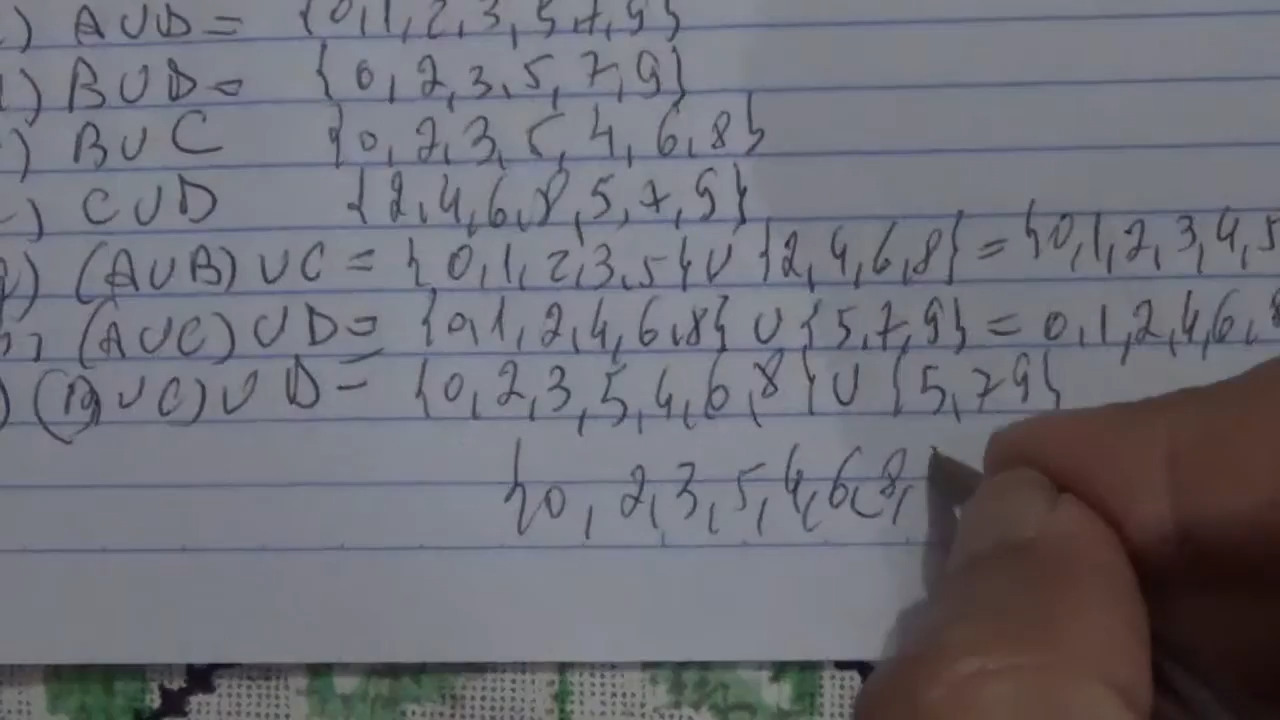 ) A U D = {0, 1, 2, 3, 5, 7, 9}
) B U D = {0, 2, 3, 5, 7, 9}
) B U C {0, 2, 3, 5, 4, 6, 8}
) C U D {2, 4, 6, 8, 5, 7, 9}
) (A U B) U C = {0, 1, 2, 3, 5} U {2, 4, 6, 8} = {0, 1, 2, 3, 4, 5
) (A U C) U D = {0, 1, 2, 4, 6, 8} U {5, 7, 9} = 0, 1, 2, 4, 6, 8
) (B U C) U D = {0, 2, 3, 5, 4, 6, 8} U {5, 7 9}
{0, 2, 3, 5, 4, 6, 8,